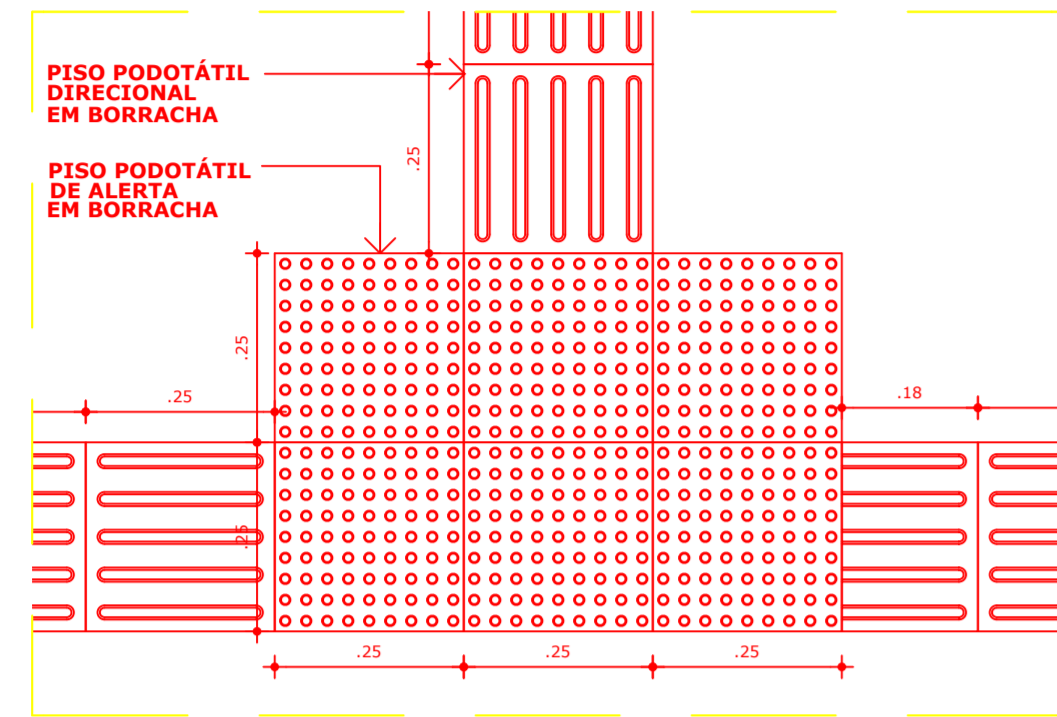 PISO PODOTÁTIL
DIRECIONAL
EM BORRACHA
.25
PISO PODOTÁTIL
DE ALERTA
EM BORRACHA
.25
.25
.18
.25
.25
.25
.25